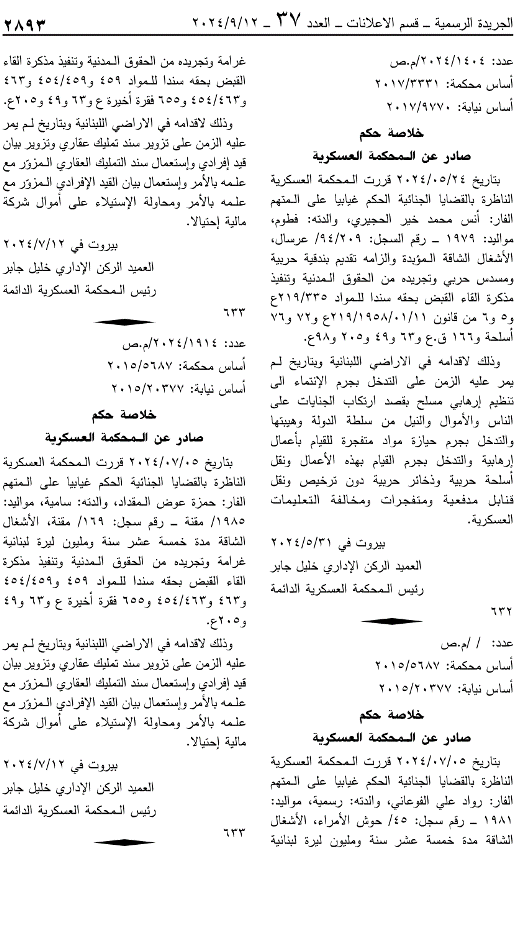 الجريدة الرسمية ــ قسم الاعلانات ــ العدد ٣٧ ــ ٢٠٢٤/٩/١٢
٢٨٩٣
عدد: ٢٠٢٤/١٤٠٤/م.ص
أساس محكمة: ٢٠١٧/٣٣٣١
أساس نيابة: ٢٠١٧/٩٧٧٠
خلاصة حكم
صادر عن المحكمة العسكرية
بتاريخ ٢٠٢٤/٠٥/٢٤ قررت المحكمة العسكرية
الناظرة بالقضايا الجنائية الحكم غيابيا على المتهم
الفار: أنس محمد خير الحجيري، والدته: فطوم،
مواليد: ١٩٧٩ ــ رقم السجل: ٩٤/٢٠٩/ عرسال،
الأشغال الشاقة المؤبدة والزامه تقديم بندقية حربية
ومسدس حربي وتجريده من الحقوق المدنية وتنفيذ
مذكرة القاء القبض بحقه سندا للمواد ٢١٩/٣٣٥ع
و٥ و٦ من قانون ٢١٩/١٩٥٨/٠١/١١ع و٧٢ و٧٦
أسلحة و١٦٦ ق.ع و٦٣ و٤٩ و٢٠٥ و٩٨ع.
وذلك لاقدامه في الاراضي اللبنانية وبتاريخ لم
يمر عليه الزمن على التدخل بجرم الإنتماء الى
تنظيم إرهابي مسلح بقصد ارتكاب الجنايات على
الناس والأموال والنيل من سلطة الدولة وهيبتها
والتدخل بجرم حيازة مواد متفجرة للقيام بأعمال
إرهابية والتدخل بجرم القيام بهذه الأعمال ونقل
أسلحة حربية وذخائر حربية دون ترخيص ونقل
قنابل مدفعية ومتفجرات ومخالفة التعليمات
العسكرية.
بيروت في ٢٠٢٤/٥/٣١
العميد الركن الإداري خليل جابر
رئيس المحكمة العسكرية الدائمة
٦٣٢
عدد: / /م.ص
أساس محكمة: ٢٠١٥/٥٦٨٧
أساس نيابة: ٢٠١٥/٢٠٣٧٧
خلاصة حكم
صادر عن المحكمة العسكرية
بتاريخ ٢٠٢٤/٠٧/٠٥ قررت المحكمة العسكرية
الناظرة بالقضايا الجنائية الحكم غيابيا على المتهم
الفار: رواد علي الفوعاني، والدته: رسمية، مواليد:
١٩٨١ ــ رقم سجل: ٤٥/ حوش الأمراء، الأشغال
الشاقة مدة خمسة عشر سنة ومليون ليرة لبنانية
غرامة وتجريده من الحقوق المدنية وتنفيذ مذكرة القاء
القبض بحقه سندا للمواد ٤٥٩ و٤٥٤/٤٥٩ و٤٦٣
و٤٥٤/٤٦٣ و٦٥٥ فقرة أخيرة ع و٦٣ و٤٩ و٢٠٥ع.
وذلك لاقدامه في الاراضي اللبنانية وبتاريخ لم يمر
عليه الزمن على تزوير سند تمليك عقاري وتزوير بيان
قيد إفرادي وإستعمال سند التمليك العقاري المزوّر مع
علمه بالأمر وإستعمال بيان القيد الإفرادي المزوّر مع
علمه بالأمر ومحاولة الإستيلاء على أموال شركة
مالية إحتيالا.
بيروت في ٢٠٢٤/٧/١٢
العميد الركن الإداري خليل جابر
رئيس المحكمة العسكرية الدائمة
٦٣٣
عدد: ٢٠٢٤/١٩١٤/م.ص
أساس محكمة: ٢٠١٥/٥٦٨٧
أساس نيابة: ٢٠١٥/٢٠٣٧٧
خلاصة حكم
صادر عن المحكمة العسكرية
بتاريخ ٢٠٢٤/٠٧/٠٥ قررت المحكمة العسكرية
الناظرة بالقضايا الجنائية الحكم غيابيا على المتهم
الفار: حمزة عوض المقداد، والدته: سامية، مواليد:
١٩٨٥/ مقنة ــ رقم سجل: ١٦٩/ مقنة، الأشغال
الشاقة مدة خمسة عشر سنة ومليون ليرة لبنانية
غرامة وتجريده من الحقوق المدنية وتنفيذ مذكرة
القاء القبض بحقه سندا للمواد ٤٥٩ و٤٥٤/٤٥٩
و٤٦٣ و٤٥٤/٤٦٣ و٦٥٥ فقرة أخيرة ع و٦٣ و٤٩
و٢٠٥ع.
وذلك لاقدامه في الاراضي اللبنانية وبتاريخ لم يمر
عليه الزمن على تزوير سند تمليك عقاري وتزوير بيان
قيد إفرادي وإستعمال سند التمليك العقاري المزوّر مع
علمه بالأمر وإستعمال بيان القيد الإفرادي المزوّر مع
علمه بالأمر ومحاولة الإستيلاء على أموال شركة
مالية إحتيالا.
بيروت في ٢٠٢٤/٧/١٢
العميد الركن الإداري خليل جابر
رئيس المحكمة العسكرية الدائمة
٦٣٣